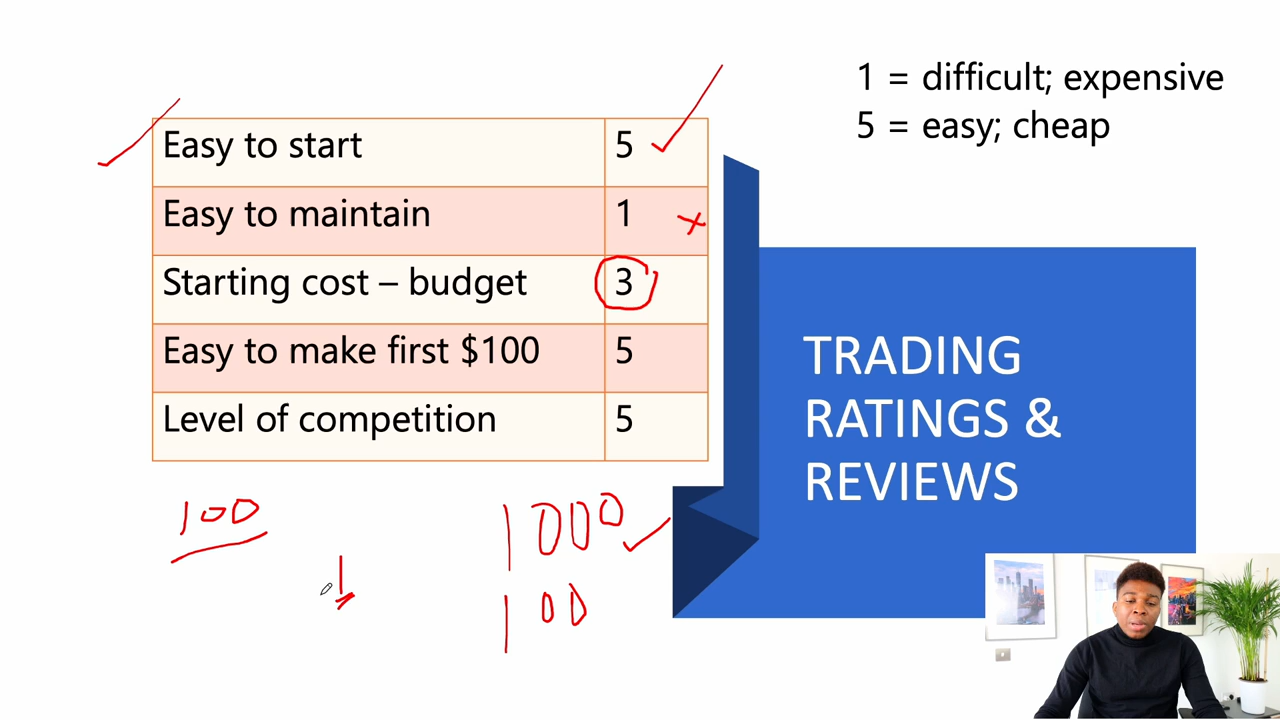 1 = difficult; expensive
5 = easy; cheap
Easy to start 5
Easy to maintain 1
Starting cost – budget 3
Easy to make first $100 5
Level of competition 5
TRADING
RATINGS &
REVIEWS
100
1000
1
100